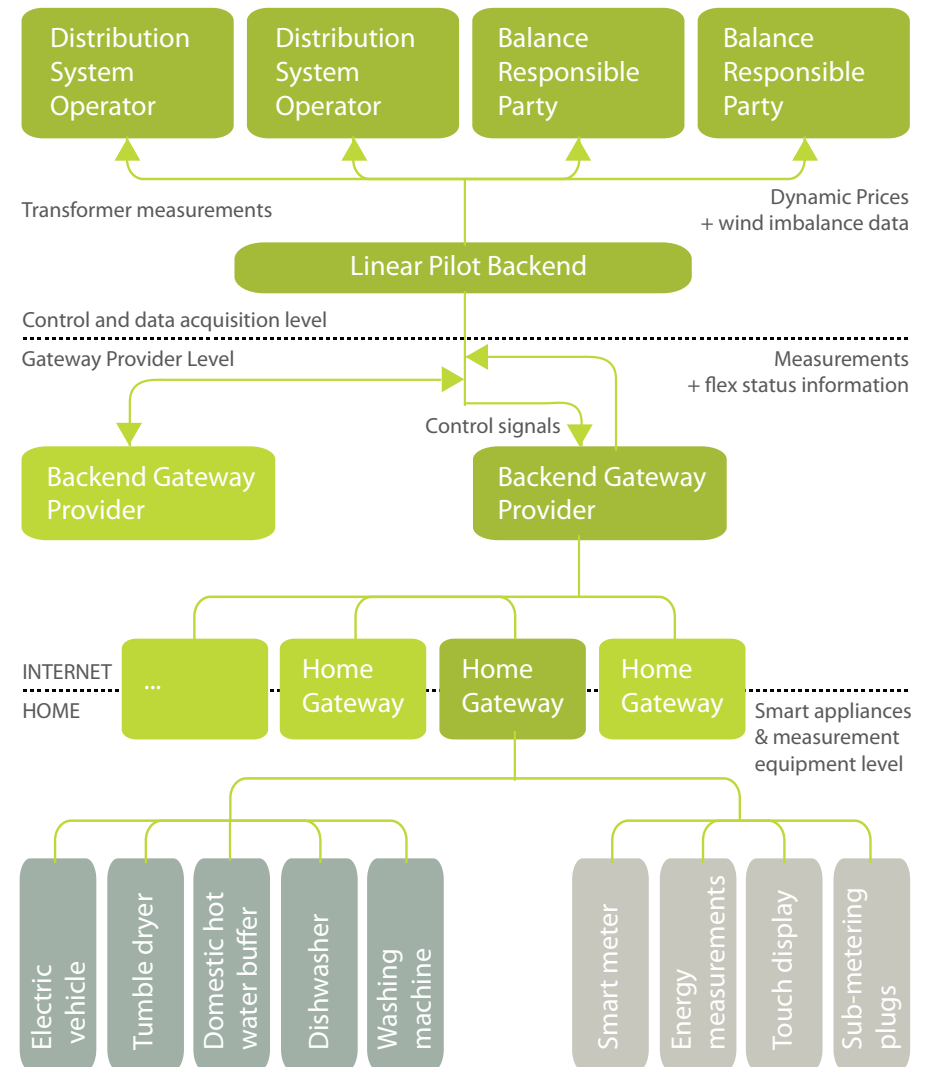 Distribution
System
Operator
Distribution
System
Operator
Balance
Responsible
Party
Balance
Responsible
Party
Transformer measurements
Dynamic Prices
+ wind imbalance data
Linear Pilot Backend
Control and data acquisition level
Gateway Provider Level
Measurements
+ flex status information
Control signals
Backend Gateway
Provider
Backend Gateway
Provider
INTERNET
HOME
...
Home
Gateway
Home
Gateway
Home
Gateway
Smart appliances
& measurement
equipment level
Electric
vehicle
Tumble dryer
Domestic hot
water buffer
Dishwasher
Washing
machine
Smart meter
Energy
measurements
Touch display
Sub-metering
plugs